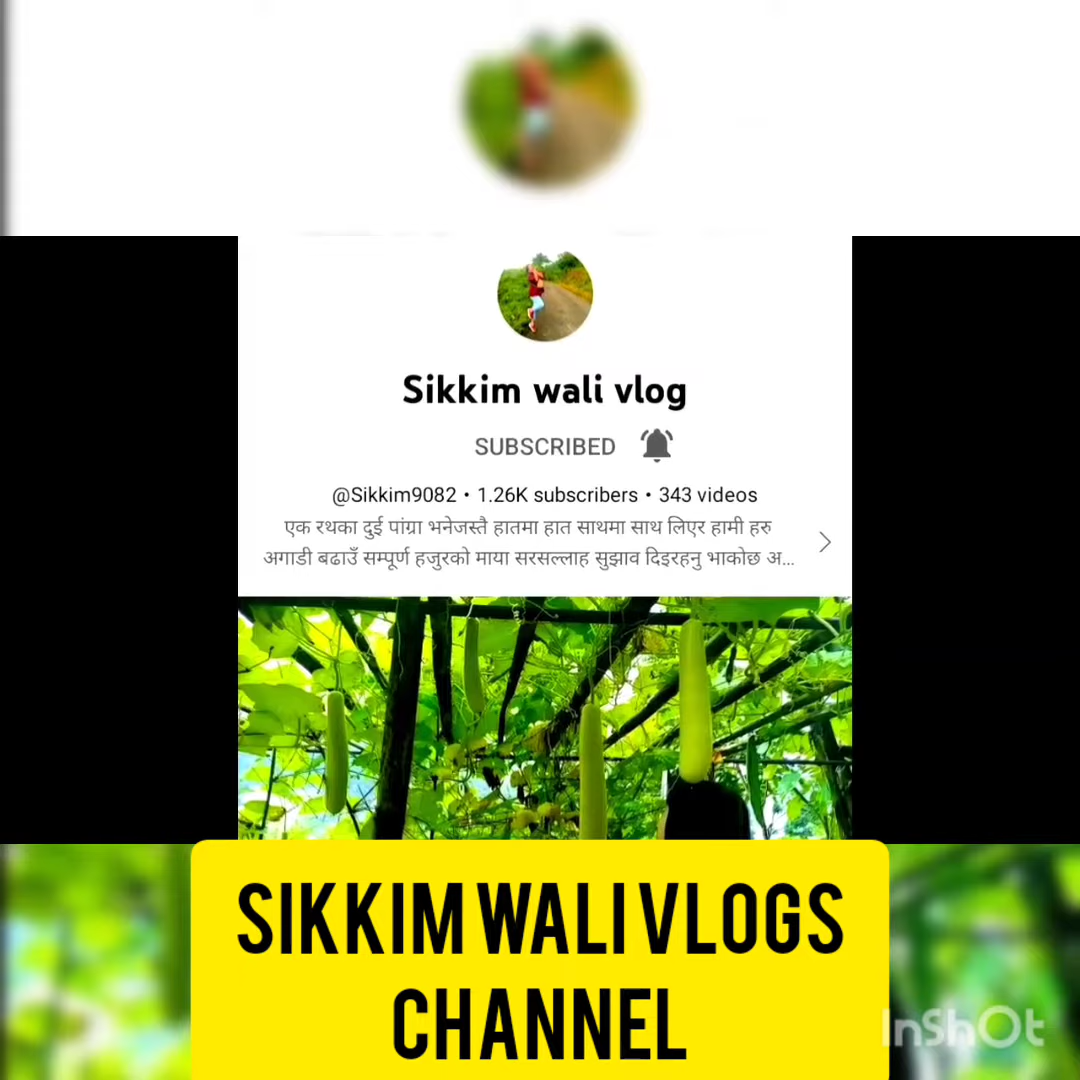 Sikkim wali vlog
SUBSCRIBED
@Sikkim9082 • 1.26K subscribers • 343 videos
एक रथका दुई पांग्रा भनेजस्तै हातमा हात साथमा साथ लिएर हामी हरु
अगाडी बढाउँ सम्पूर्ण हजुरको माया सरसल्लाह सुझाव दिइरहनु भाकोछ अ...
SIKKIM WALI VLOGS
CHANNEL
InShOt